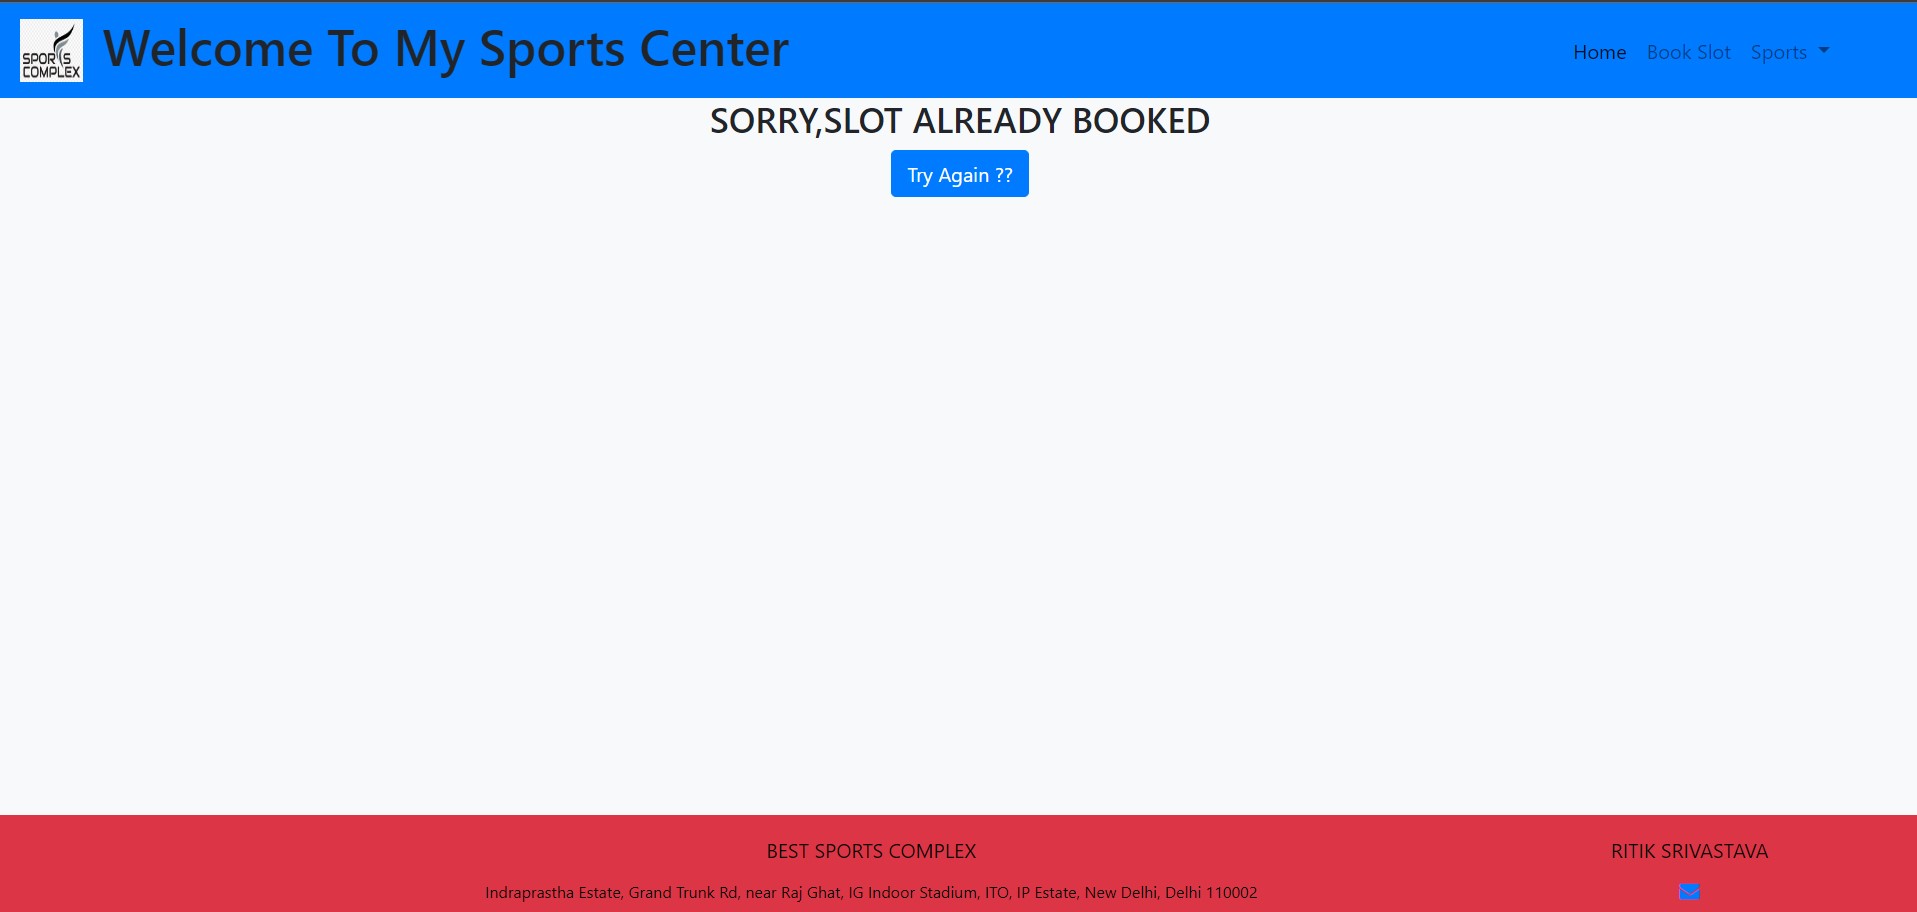 SPORTS
COMPLEX
Welcome To My Sports Center
Home
Book Slot
Sports
SORRY,SLOT ALREADY BOOKED
Try Again ??
BEST SPORTS COMPLEX
Indraprastha Estate, Grand Trunk Rd, near Raj Ghat, IG Indoor Stadium, ITO, IP Estate, New Delhi, Delhi 110002
RITIK SRIVASTAVA